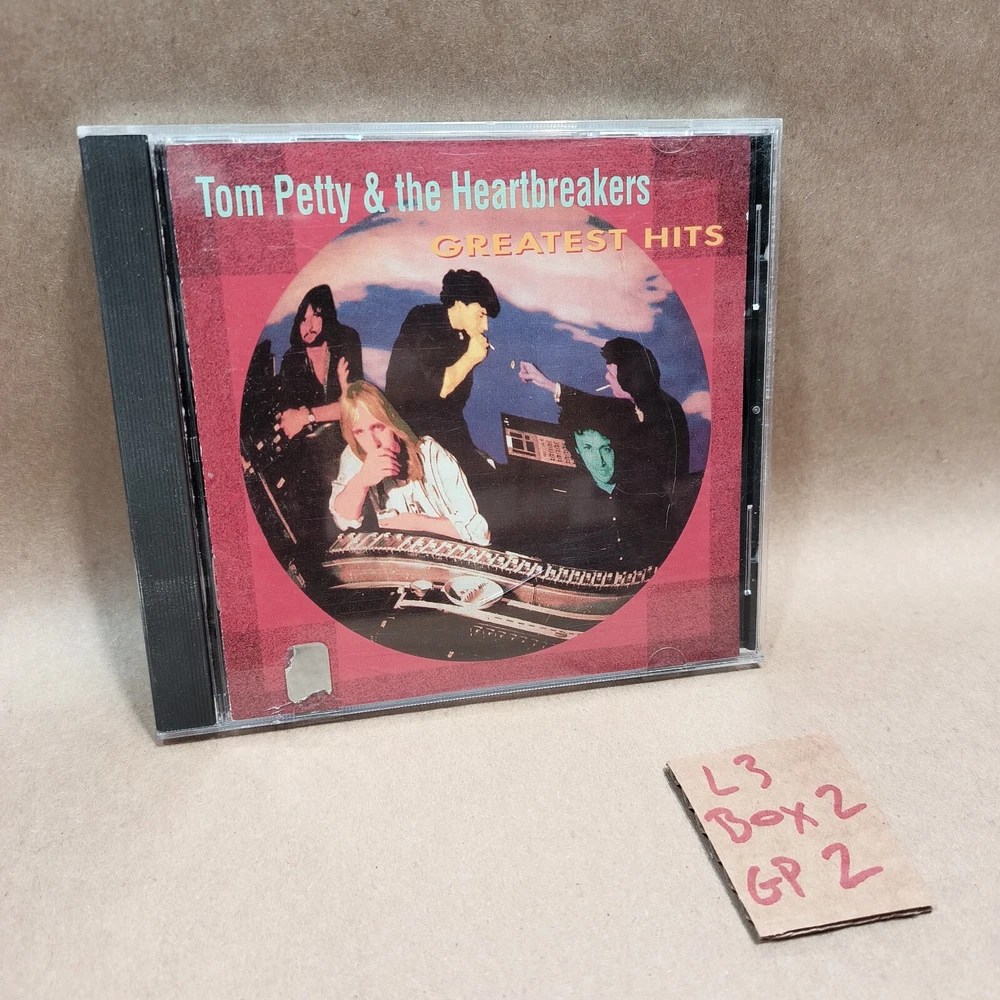 Tom Petty & the Heartbreakers
GREATEST HITS
L3
BOX 2
GP 2